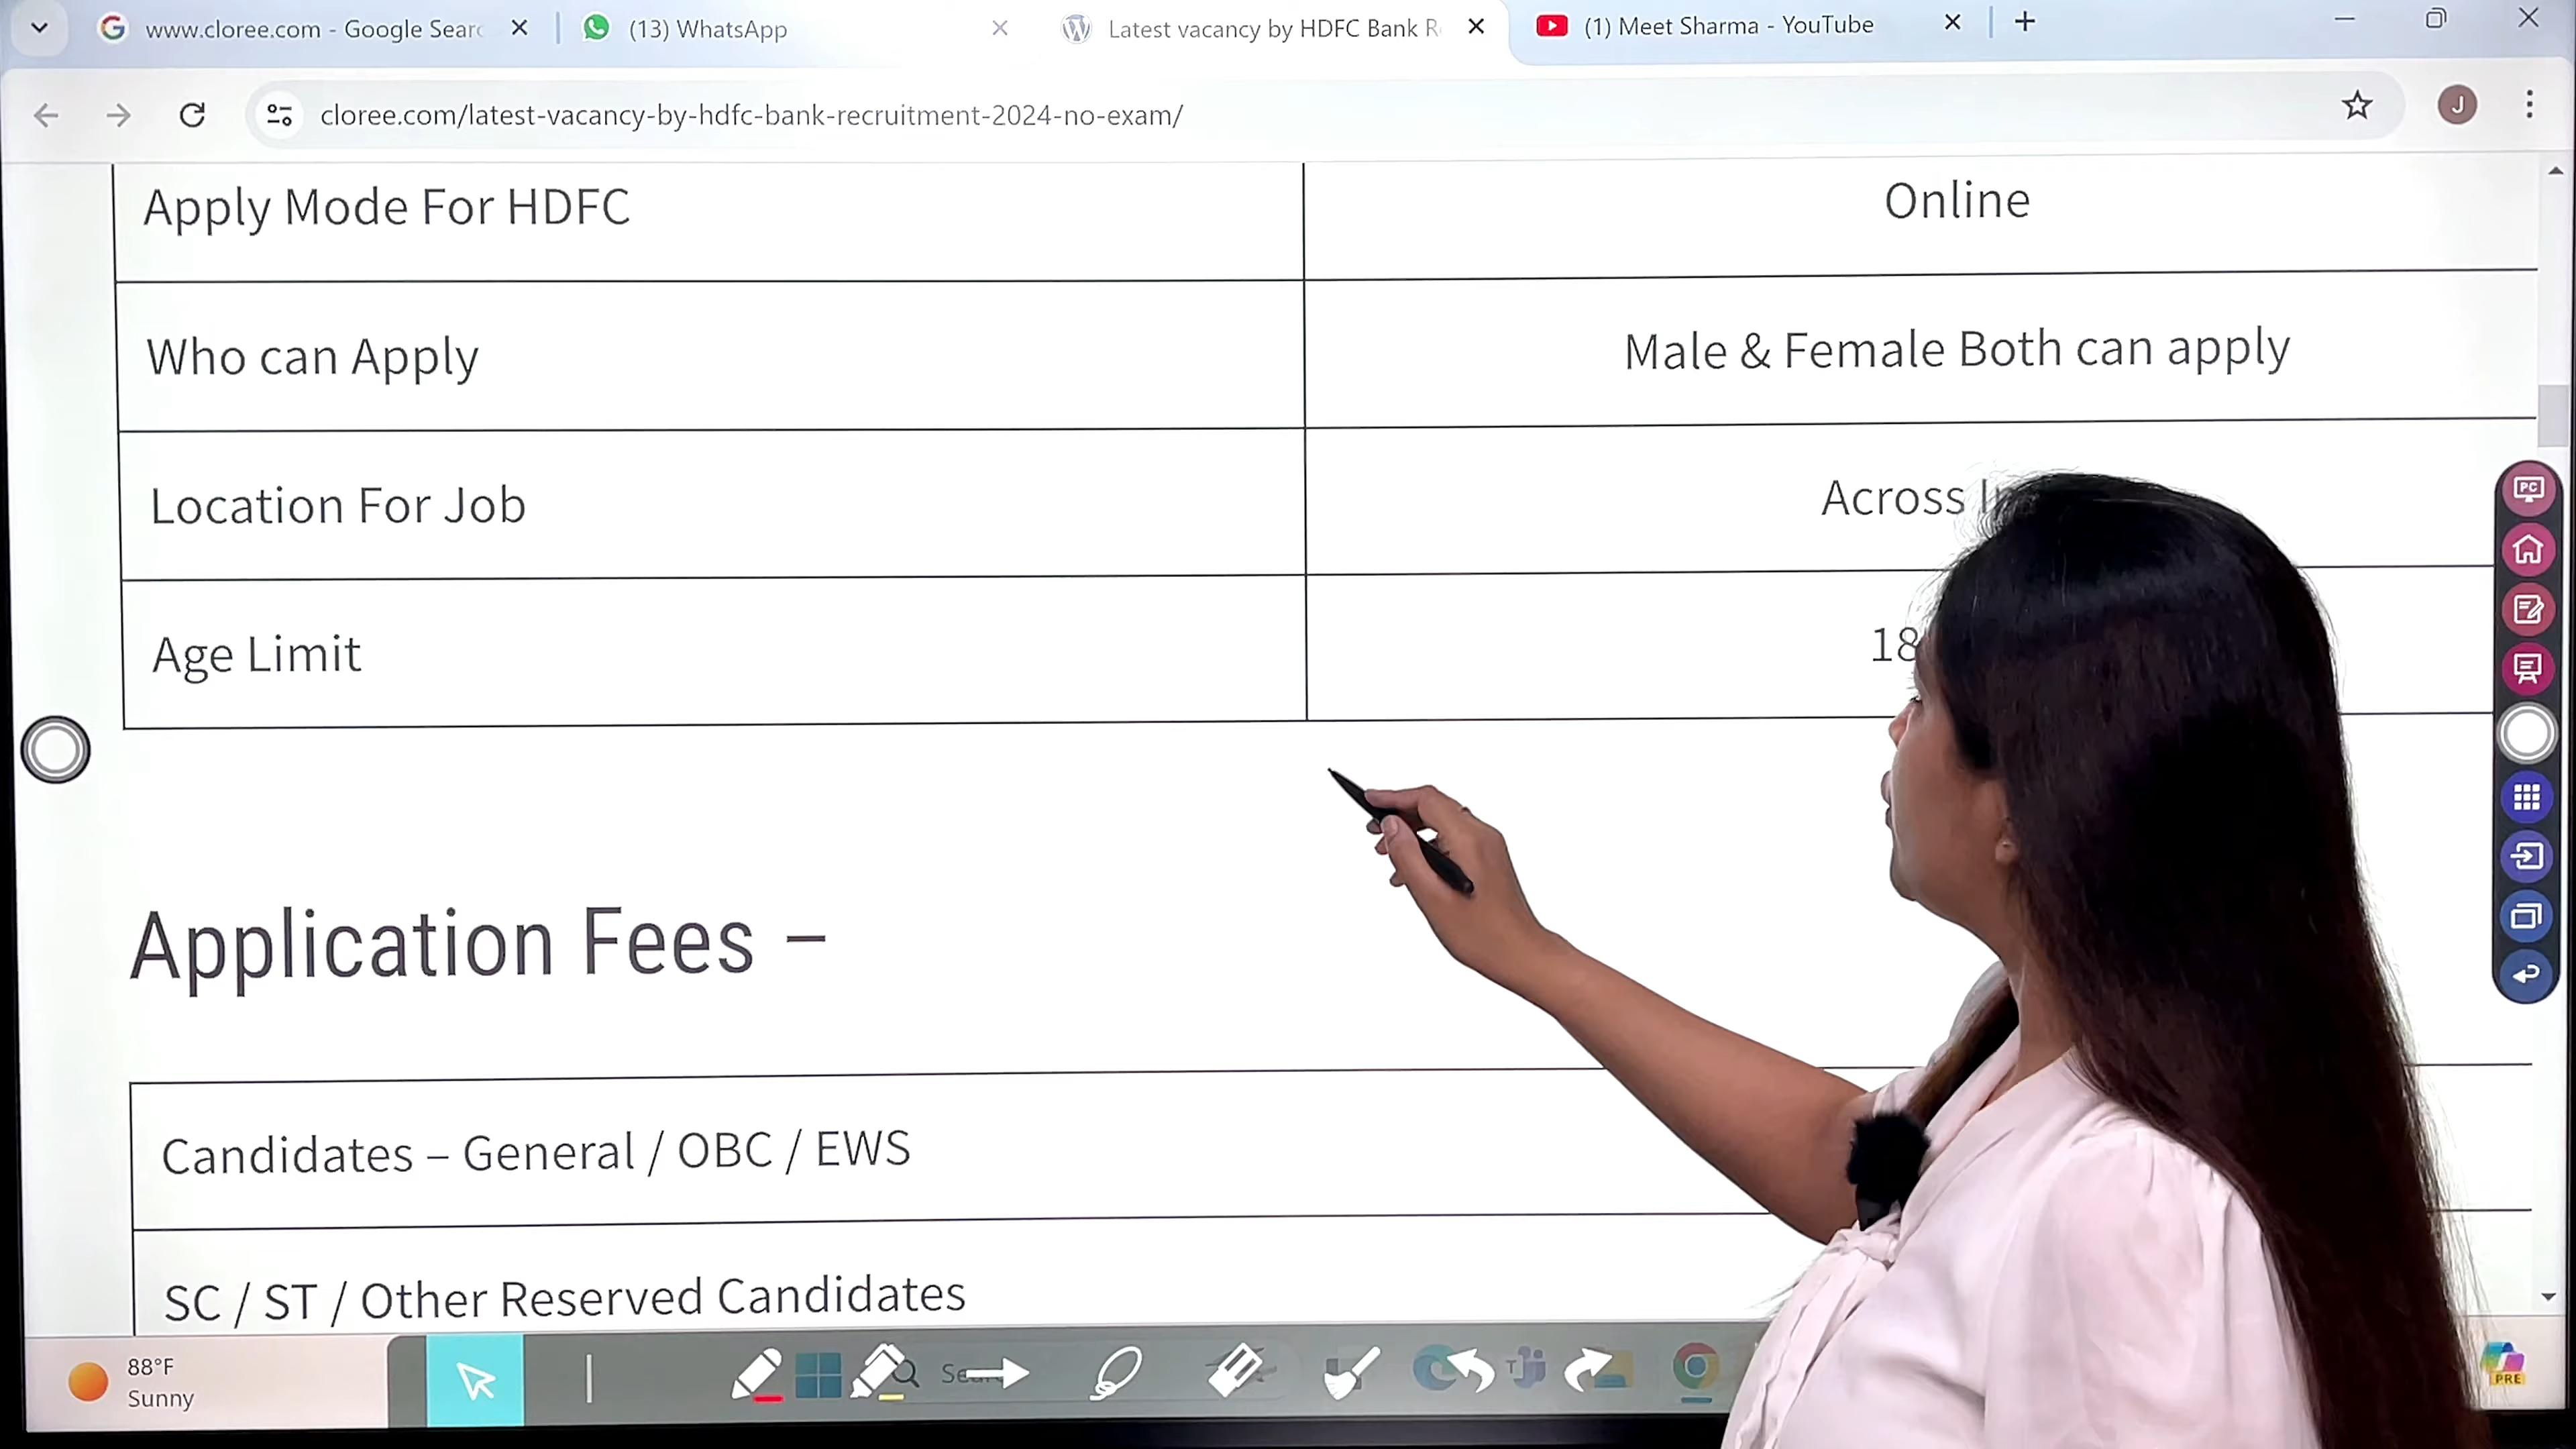 www.cloree.com - Google Sear
(13) WhatsApp
Latest vacancy by HDFC Bank R
(1) Meet Sharma - YouTube
cloree.com/latest-vacancy-by-hdfc-bank-recruitment-2024-no-exam/
J
Apply Mode For HDFC
Online
Who can Apply
Male & Female Both can apply
Location For Job
Across
Age Limit
18
Application Fees –
Candidates – General / OBC / EWS
SC / ST / Other Reserved Candidates
PC
88°F
Sunny
PRE